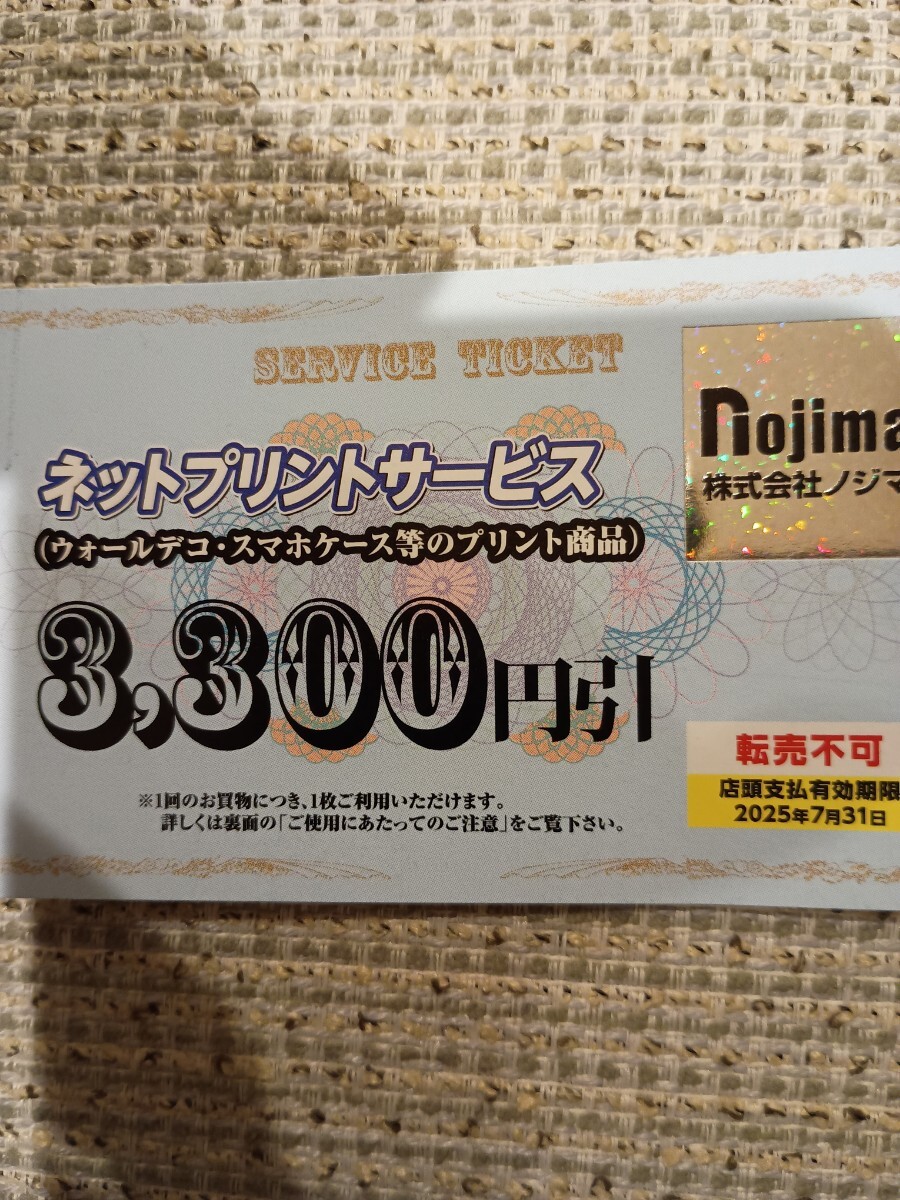 SERVICE TICKET
nojima
株式会社ノジマ
ネットプリントサービス
(ウォールデコ・スマホケース等のプリント商品)
3,300円引
転売不可
店頭支払有効期限
2025年7月31日
※1回のお買物につき、1枚ご利用いただけます。
詳しくは裏面の「ご使用にあたってのご注意」をご覧下さい。